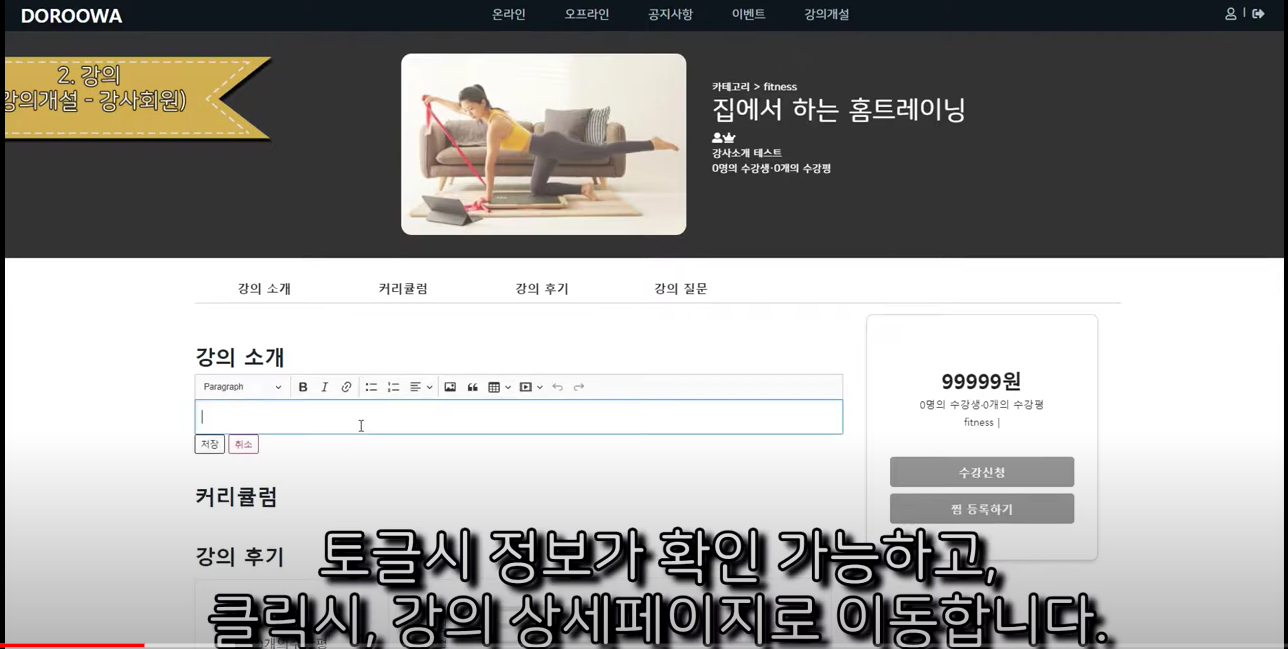 DOROOWA
온라인 오프라인 공지사항 이벤트 강의개설
2. 강의
강의개설 - 강사회원)
카테고리 > fitness
집에서 하는 홈트레이닝
강사소개 테스트
0명의 수강생·0개의 수강평
강의 소개 커리큘럼 강의 후기 강의 질문
강의 소개
Paragraph
저장 취소
99999원
0명의 수강생·0개의 수강평
fitness |
수강신청
찜 등록하기
커리큘럼
강의 후기
토글시 정보가 확인 가능하고,
클릭시, 강의 상세페이지로 이동합니다.